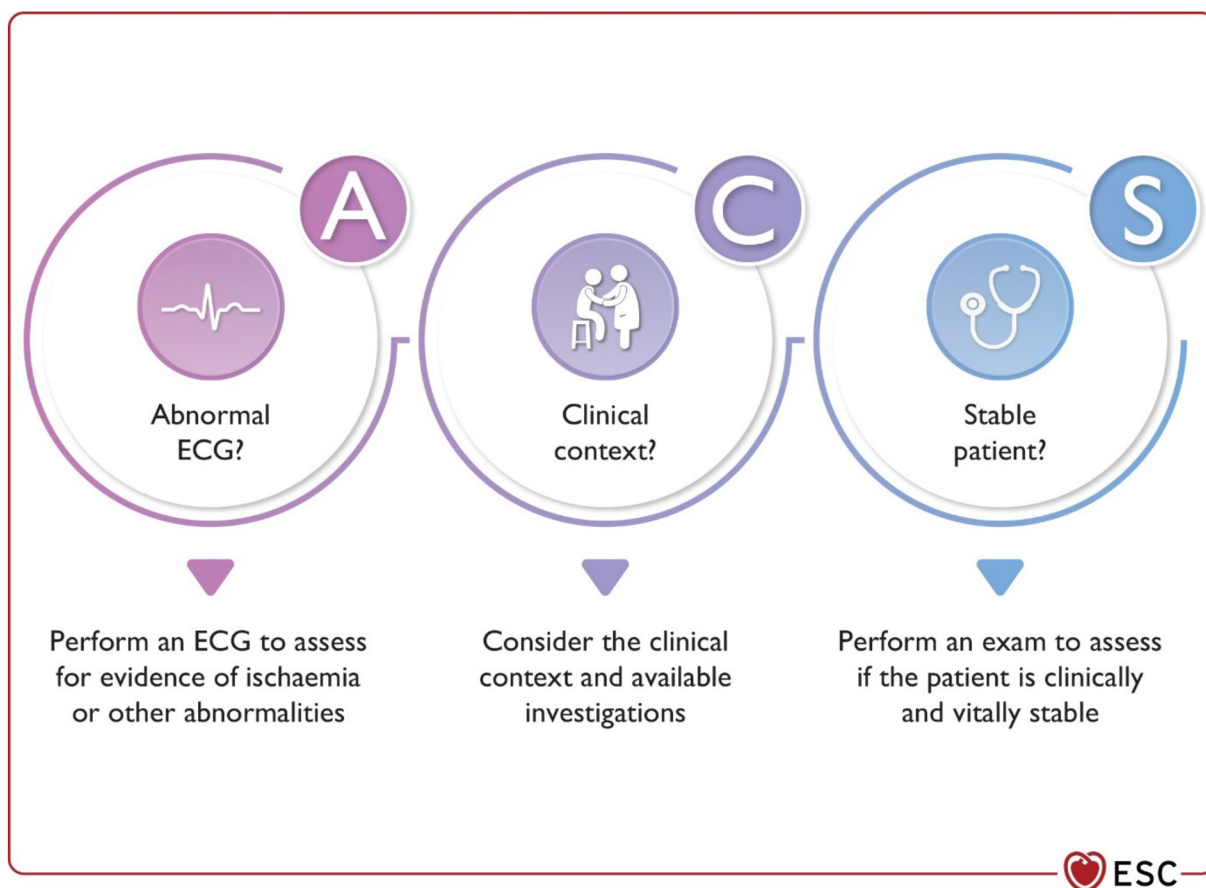 A
C
S
Abnormal
ECG?
Clinical
context?
Stable
patient?
Perform an ECG to assess
for evidence of ischaemia
or other abnormalities
Consider the clinical
context and available
investigations
Perform an exam to assess
if the patient is clinically
and vitally stable
ESC